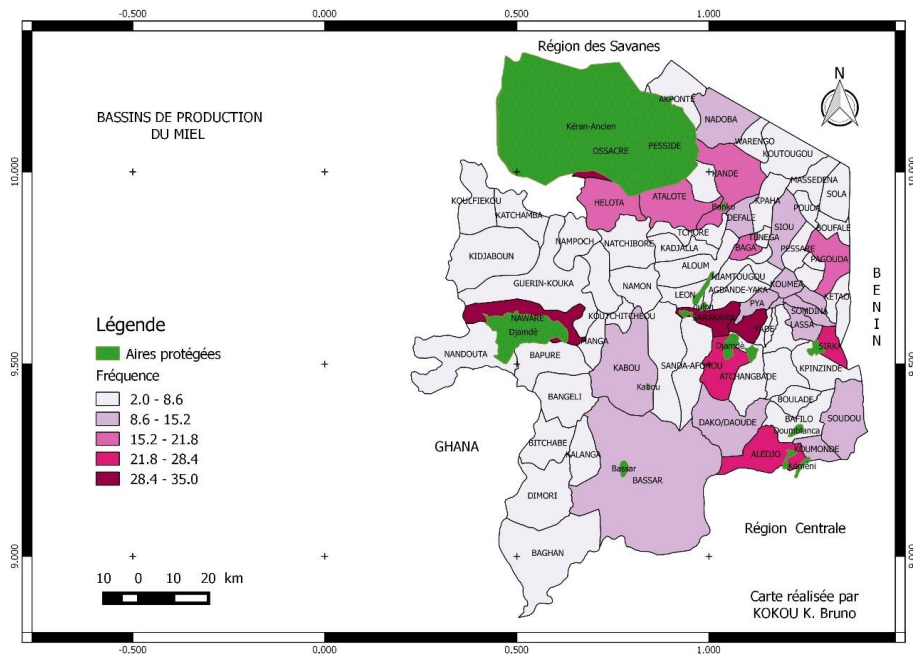 -0.500
0.000
0.500
1.000
Région des Savanes
N
BASSINS DE PRODUCTION
DU MIEL
AKPONTE
NADOBA
Kéran-Ancien
WARENGO
OSSACRE
PESSIDE
KOUTOUGOU
10.000
10.000
KANDE
MASSEDENA
HELOTA
ATALOTE
KPAHA
SOLA
KOULFIEKOU
POUDA
KATCHAMBA
DEFALE
SIOU
BOUFALE
TCHORE
NAMPOCH
NATCHIBORE
KADJALLA
BAGA
PESSARE
KIDJABOUN
PAGOUDA
ALOUM
NIAMTOUGOU
GUERIN-KOUKA
NAMON
LEON
AGBANDE-YAKA
KOUMEA
KETAO
BENIN
PYA
SOMDINA
NAWARE
KOUTCHITCHEOU
LASSA
Djamdè
SIRKA
NANDOUTA
BAPURE
KABOU
SANDA-AFOHOU
Djamdè
9.500
9.500
ATCHANGBADE
KPINZINDE
Kabou
BANGELI
BOULADE
DAKO/DAOUDE
BAFILO
SOUDOU
Doumblanca
BITCHABE
GHANA
KALANGA
ALEDJO
KOUMONDE
Bassar
BASSAR
DIMORI
Région Centrale
BAGHAN
9.000
9.000
Légende
Aires protégées
Fréquence
2.0 - 8.6
8.6 - 15.2
15.2 - 21.8
21.8 - 28.4
28.4 - 35.0
10 0 10 20 km
Carte réalisée par
KOKOU K. Bruno
-0.500
0.000
0.500
1.000